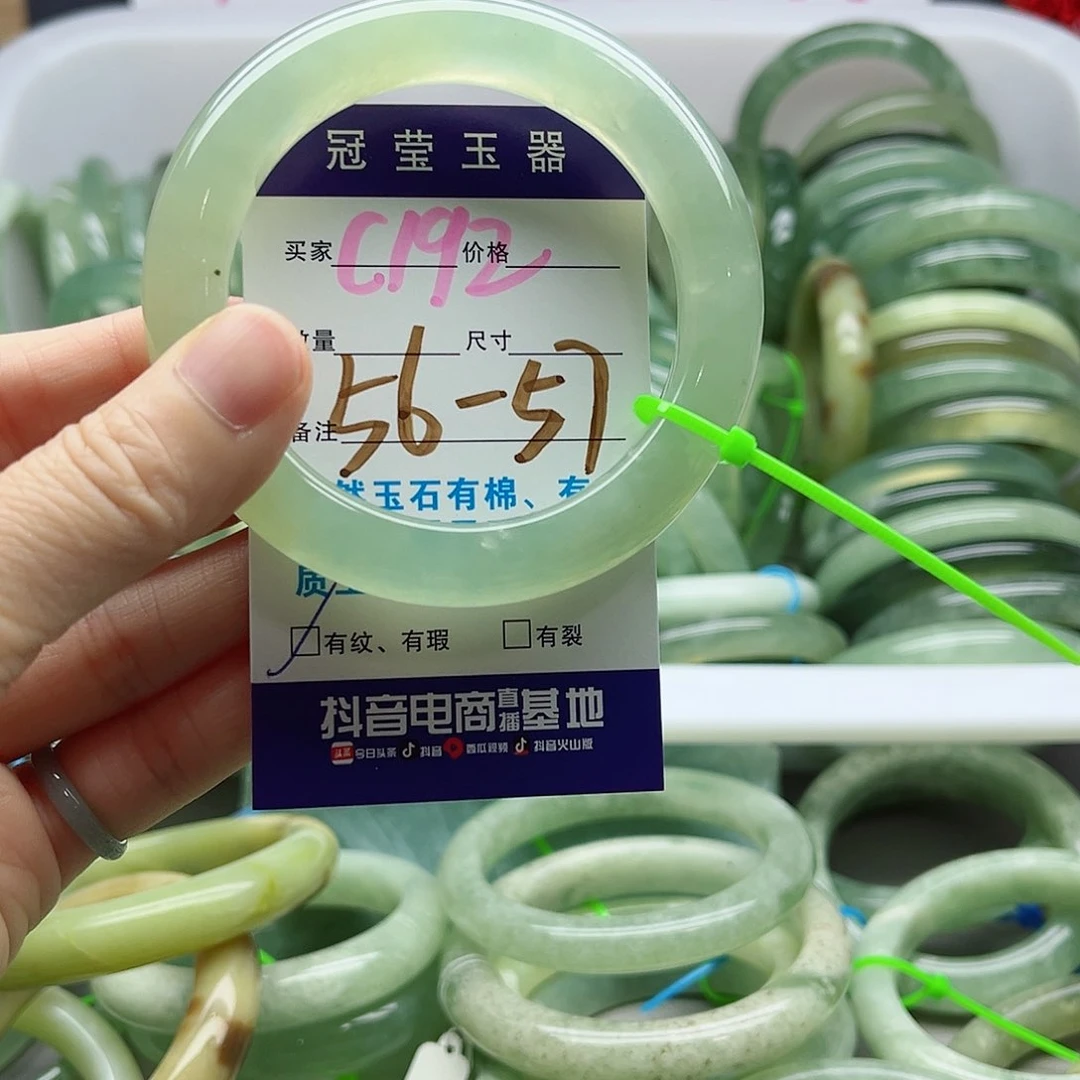 冠莹玉器
买家 C192 价格
量 尺寸
56-57
备注
然玉石有棉、有
质
有纹、有瑕 有裂
抖音电商直播基地
头条 今日头条 抖音 西瓜视频 抖音火山版